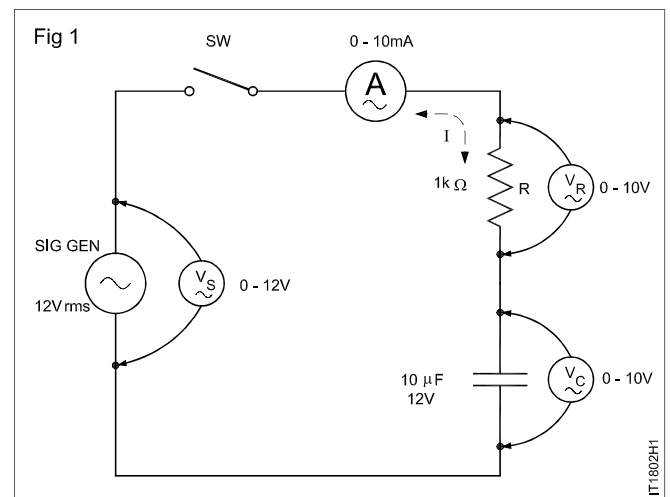 Fig 1
SW
0 - 10mA
A
I
1k Ω
R
V R
0 - 10V
SIG GEN
12V rms
V S
0 - 12V
10 μF
12V
V C
0 - 10V
IT1802H1